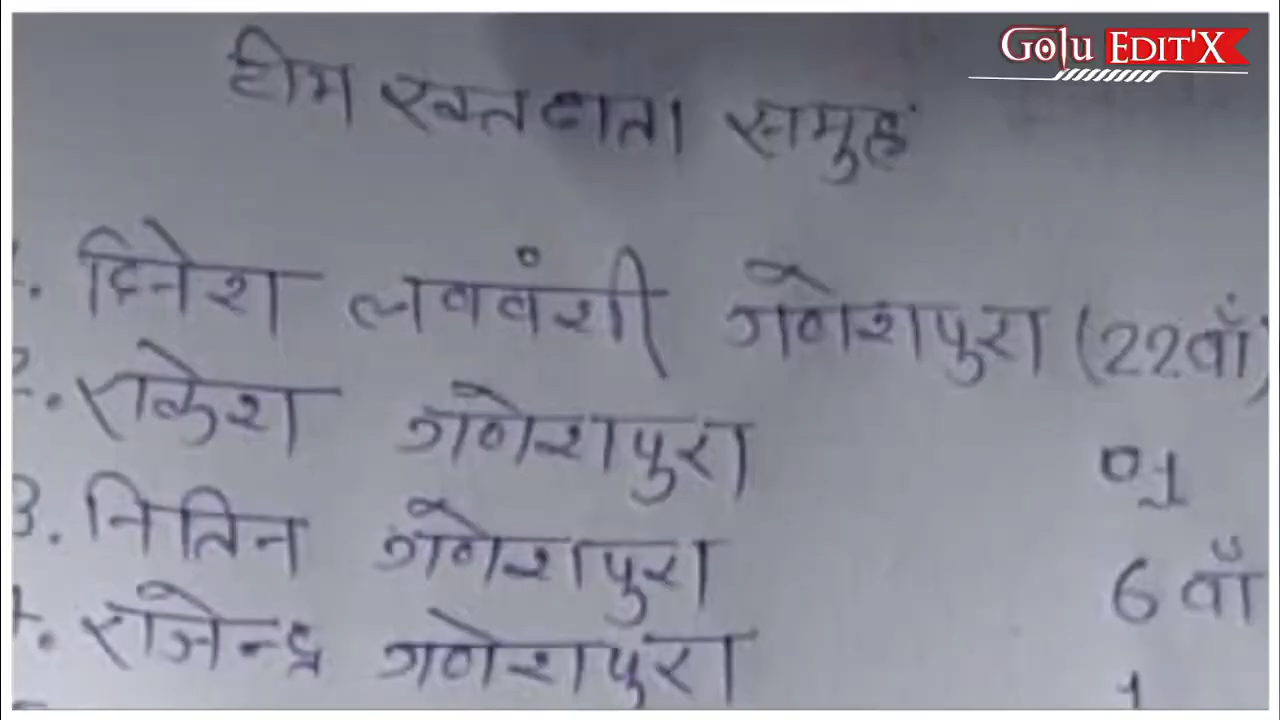 Golu EDIT'X
टीम रक्तदाता समुह
1. दिनेश लववंशी गणेशपुरा (22वाँ)
2. राकेश गणेशपुरा 01
3. नितिन गणेशपुरा 6 वाँ
4. राजेन्द्र गणेशपुरा 1